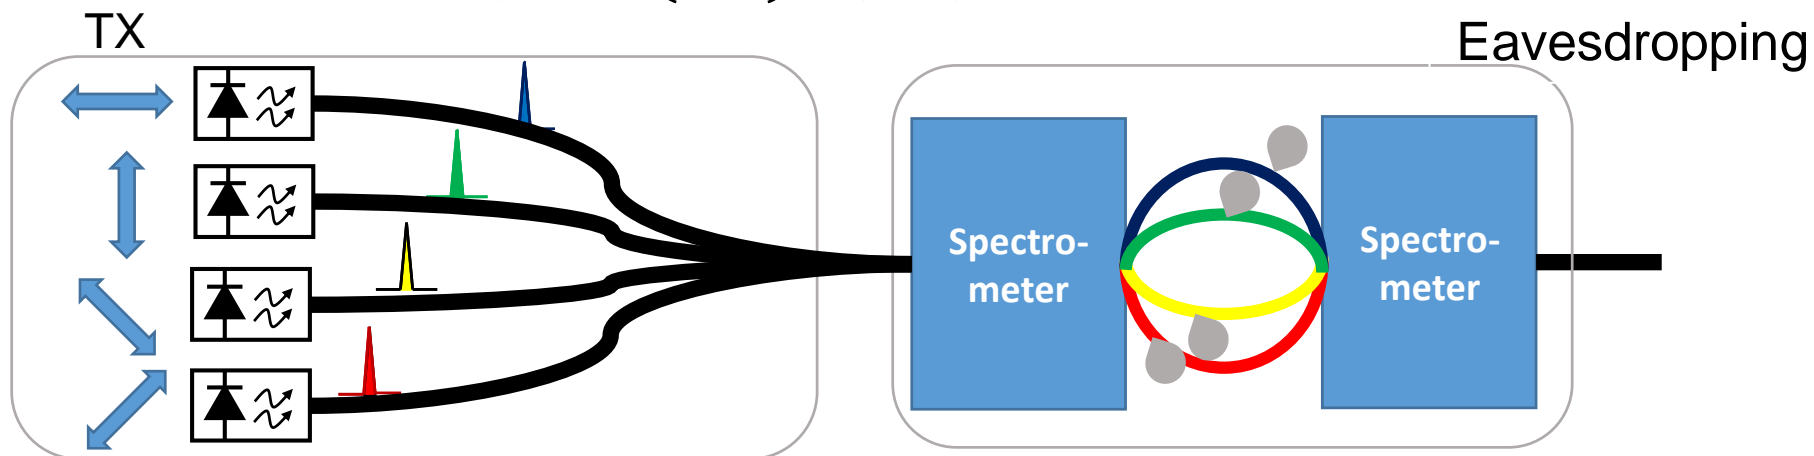 TX
Eavesdropping
Spectro-
meter
Spectro-
meter